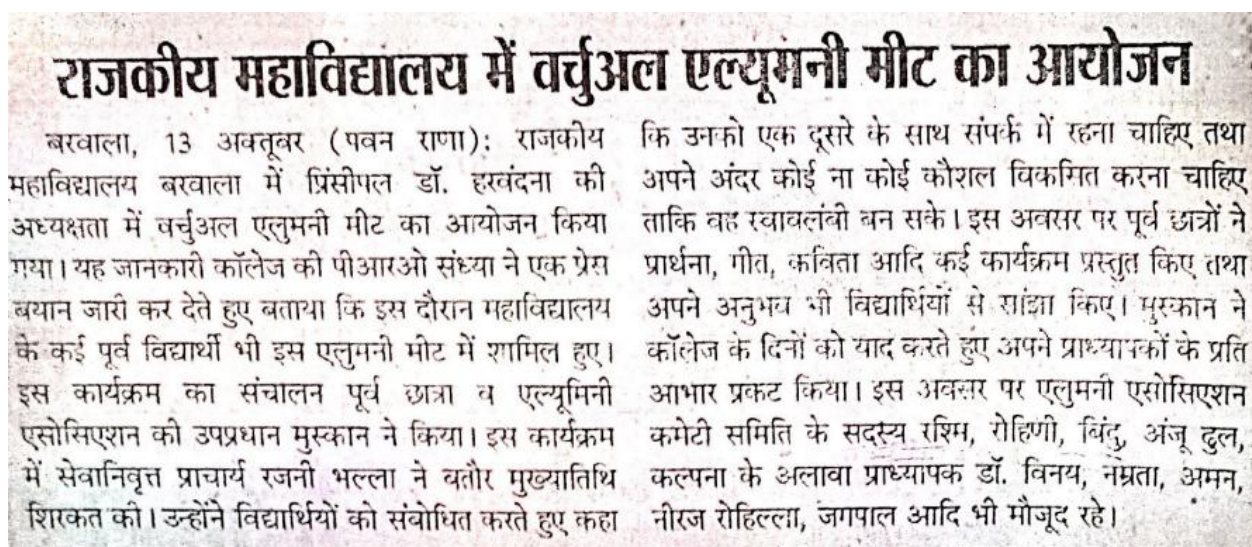 राजकीय महाविद्यालय में वर्चुअल एल्यूमनी मीट का आयोजन
बरवाला, 13 अक्तूबर (पवन राणा): राजकीय
महाविद्यालय बरवाला में प्रिंसीपल डॉ. हरवंदना की
अध्यक्षता में वर्चुअल एलुमनी मीट का आयोजन किया
गया। यह जानकारी कॉलेज की पीआरओ संध्या ने एक प्रेस
बयान जारी कर देते हुए बताया कि इस दौरान महाविद्यालय
के कई पूर्व विद्यार्थी भी इस एलुमनी मीट में शामिल हुए।
इस कार्यक्रम का संचालन पूर्व छात्रा व एल्यूमिनी
एसोसिएशन की उपप्रधान मुस्कान ने किया। इस कार्यक्रम
में सेवानिवृत्त प्राचार्य रजनी भल्ला ने बतौर मुख्यातिथि
शिरकत की। उन्होंने विद्यार्थियों को संबोधित करते हुए कहा
कि उनको एक दूसरे के साथ संपर्क में रहना चाहिए तथा
अपने अंदर कोई ना कोई कौशल विकसित करना चाहिए
ताकि वह स्वावलंबी बन सके। इस अवसर पर पूर्व छात्रों ने
प्रार्थना, गीत, कविता आदि कई कार्यक्रम प्रस्तुत किए तथा
अपने अनुभव भी विद्यार्थियों से सांझा किए। मुस्कान ने
कॉलेज के दिनों को याद करते हुए अपने प्राध्यापकों के प्रति
आभार प्रकट किया। इस अवसर पर एलुमनी एसोसिएशन
कमेटी समिति के सदस्य रश्मि, रोहिणी, बिंदु, अंजू ढुल,
कल्पना के अलावा प्राध्यापक डॉ. विनय, नम्रता, अमन,
नीरज रोहिल्ला, जगपाल आदि भी मौजूद रहे।